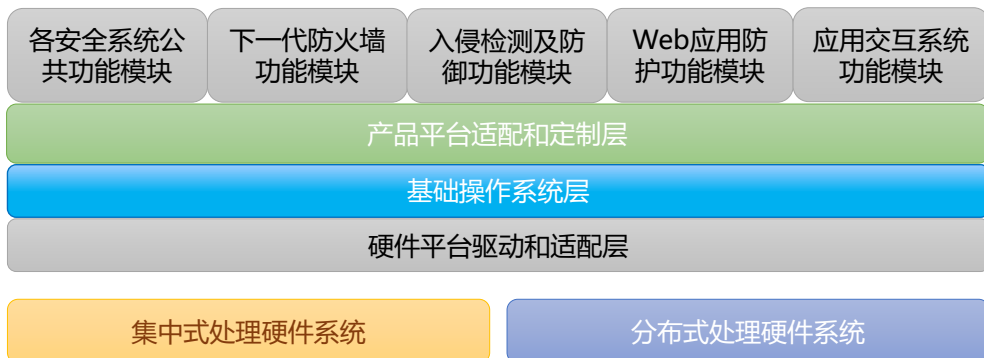 各安全系统公
共功能模块
下一代防火墙
功能模块
入侵检测及防
御功能模块
Web应用防
护功能模块
应用交互系统
功能模块
产品平台适配和定制层
基础操作系统层
硬件平台驱动和适配层
集中式处理硬件系统
分布式处理硬件系统